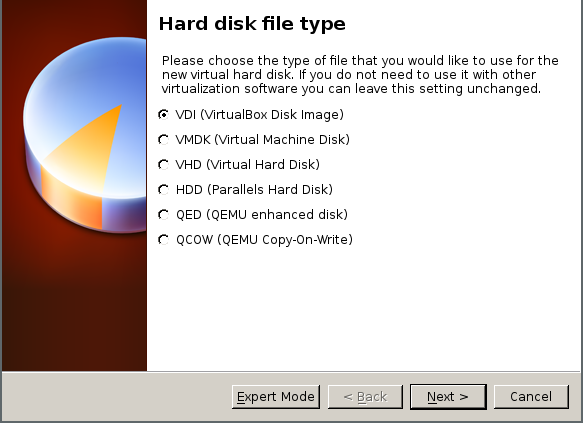 Hard disk file type
Please choose the type of file that you would like to use for the
new virtual hard disk. If you do not need to use it with other
virtualization software you can leave this setting unchanged.
VDI (VirtualBox Disk Image)
VMDK (Virtual Machine Disk)
VHD (Virtual Hard Disk)
HDD (Parallels Hard Disk)
QED (QEMU enhanced disk)
QCOW (QEMU Copy-On-Write)
Expert Mode < Back Next > Cancel